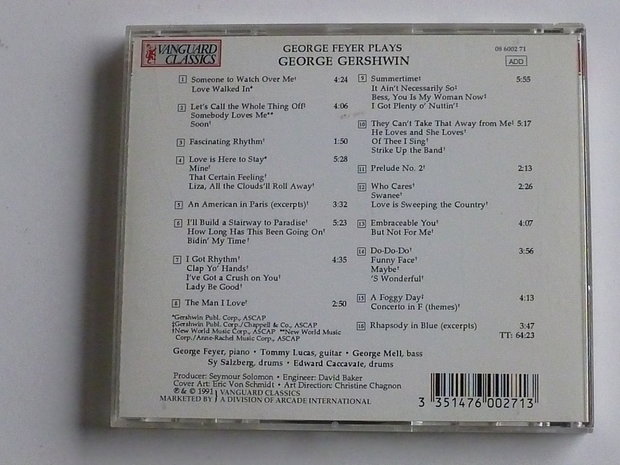 VANGUARD
CLASSICS
GEORGE FEYER PLAYS
GEORGE GERSHWIN
08 6002 71
ADD
1 Someone to Watch Over Me† 4:24
Love Walked In*
2 Let's Call the Whole Thing Off‡ 4:06
Somebody Loves Me**
Soon†
3 Fascinating Rhythm† 1:50
4 Love is Here to Stay* 5:28
Mine†
That Certain Feeling†
Liza, All the Clouds'll Roll Away†
5 An American in Paris (excerpts)† 3:32
6 I'll Build a Stairway to Paradise† 5:23
How Long Has This Been Going On†
Bidin' My Time†
7 I Got Rhythm† 4:35
Clap Yo' Hands†
I've Got a Crush on You†
Lady Be Good†
8 The Man I Love† 2:50
9 Summertime‡ 5:55
It Ain't Necessarily So‡
Bess, You Is My Woman Now‡
I Got Plenty o' Nuttin'‡
10 They Can't Take That Away from Me‡ 5:17
He Loves and She Loves†
Of Thee I Sing†
Strike Up the Band†
11 Prelude No. 2† 2:13
12 Who Cares† 2:26
Swanee†
Love is Sweeping the Country†
13 Embraceable You† 4:07
But Not For Me†
14 Do-Do-Do† 3:56
Funny Face†
Maybe†
'S Wonderful†
15 A Foggy Day‡ 4:13
Concerto in F (themes)†
16 Rhapsody in Blue (excerpts) 3:47
TT: 64:23
*Gershwin Publ. Corp., ASCAP
‡Gershwin Publ. Corp./Chappell & Co., ASCAP
†New World Music Corp., ASCAP **New World Music
Corp./Anne-Rachel Music Corp., ASCAP
George Feyer, piano • Tommy Lucas, guitar • George Mell, bass
Sy Salzberg, drums • Edward Caccavate, drums
Producer: Seymour Solomon • Engineer: David Baker
Cover Art: Eric Von Schmidt • Art Direction: Christine Chagnon
℗ & © 1991 VANGUARD CLASSICS
MARKETED BY A DIVISION OF ARCADE INTERNATIONAL
3 351476 002713